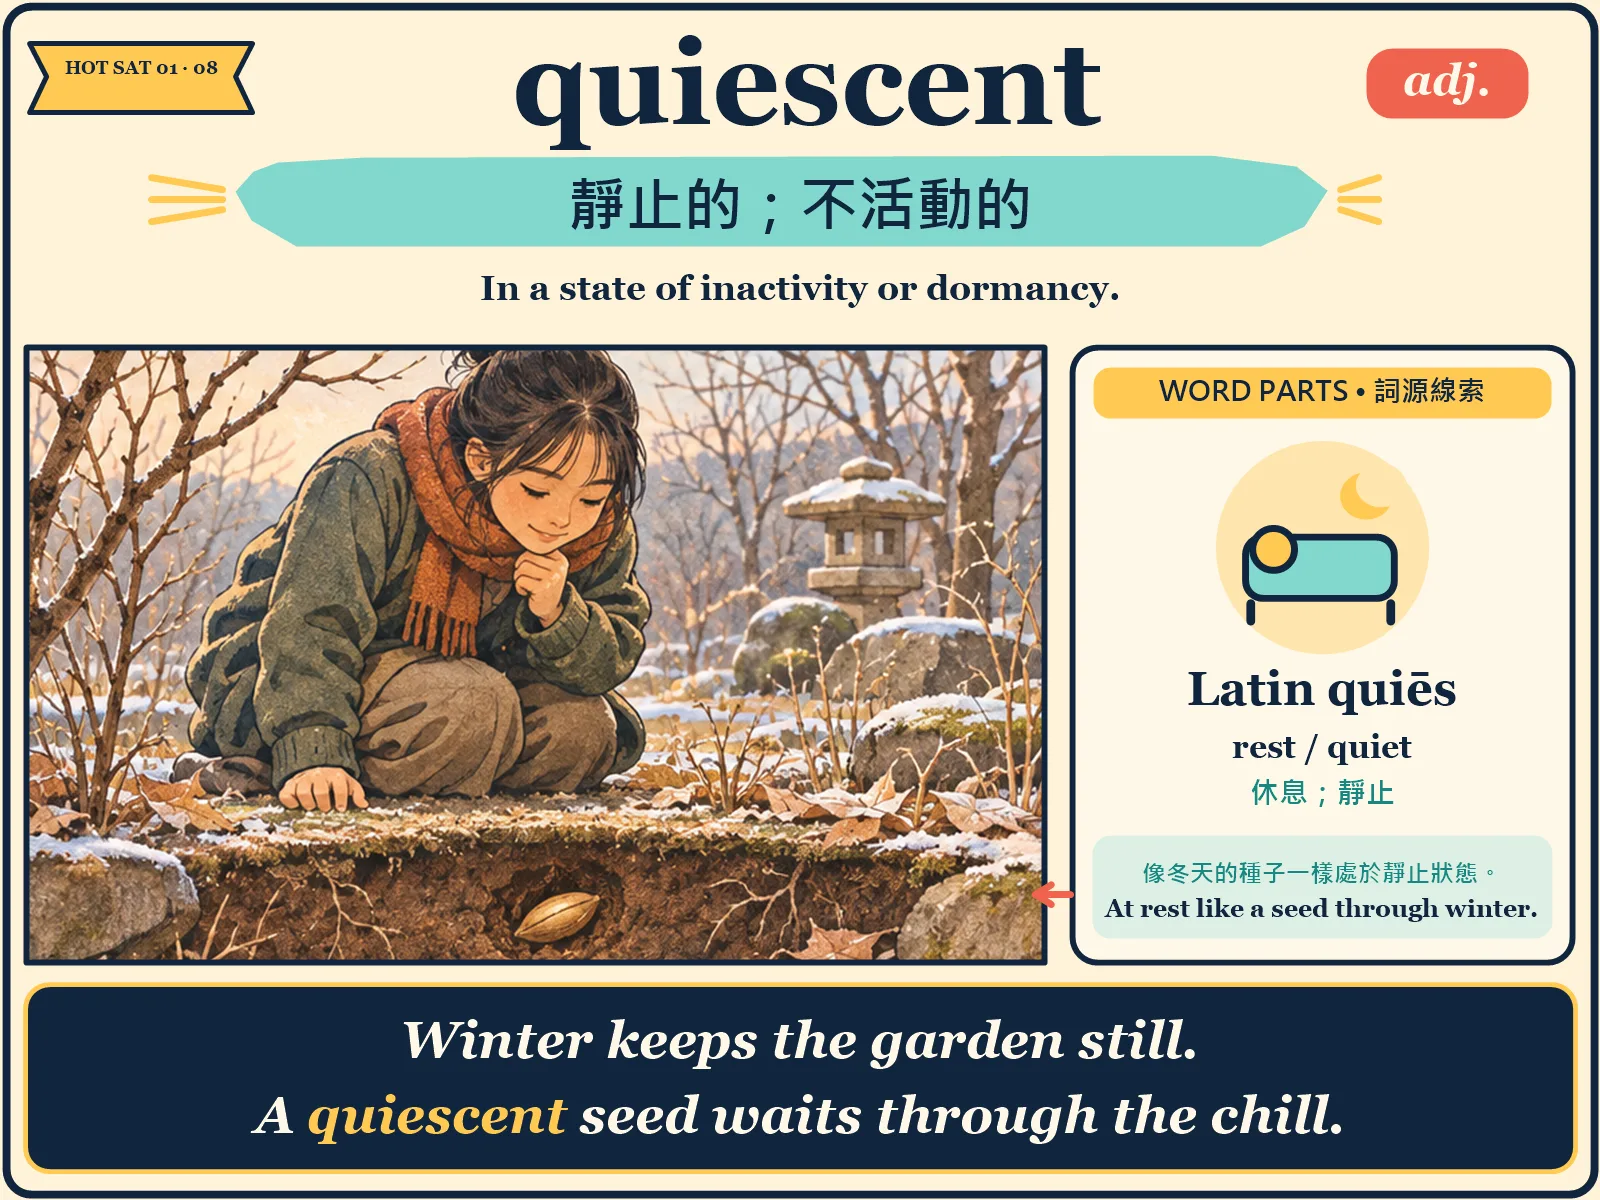 HOT SAT 01 · 08
quiescent
adj.
靜止的；不活動的
In a state of inactivity or dormancy.
WORD PARTS • 詞源線索
Latin quiēs
rest / quiet
休息；靜止
像冬天的種子一樣處於靜止狀態。
At rest like a seed through winter.
Winter keeps the garden still.
A quiescent seed waits through the chill.